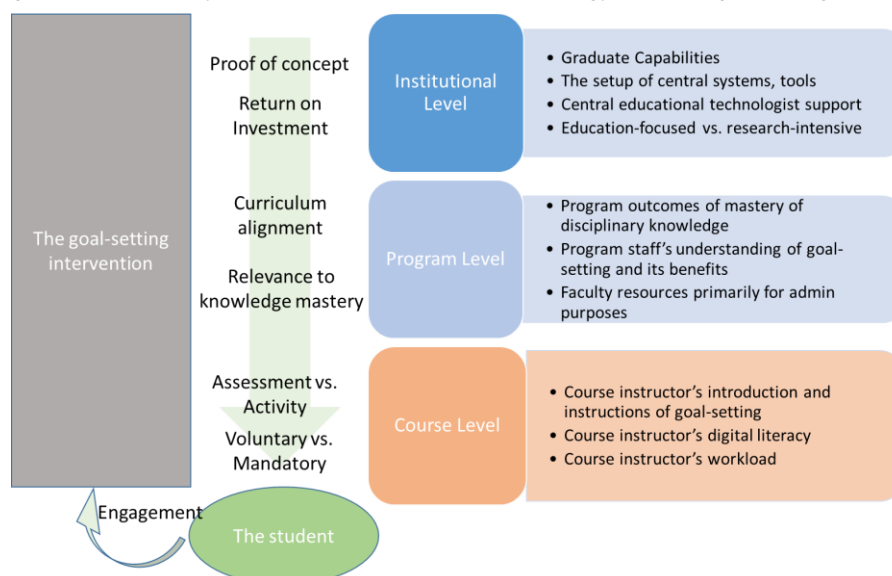 The goal-setting
intervention
Proof of concept
Return on
Investment
Curriculum
alignment
Relevance to
knowledge mastery
Assessment vs.
Activity
Voluntary vs.
Mandatory
Institutional
Level
• Graduate Capabilities
• The setup of central systems, tools
• Central educational technologist support
• Education-focused vs. research-intensive
Program Level
• Program outcomes of mastery of
disciplinary knowledge
• Program staff's understanding of goal-
setting and its benefits
• Faculty resources primarily for admin
purposes
Course Level
• Course instructor's introduction and
instructions of goal-setting
• Course instructor's digital literacy
• Course instructor's workload
Engagement
The student